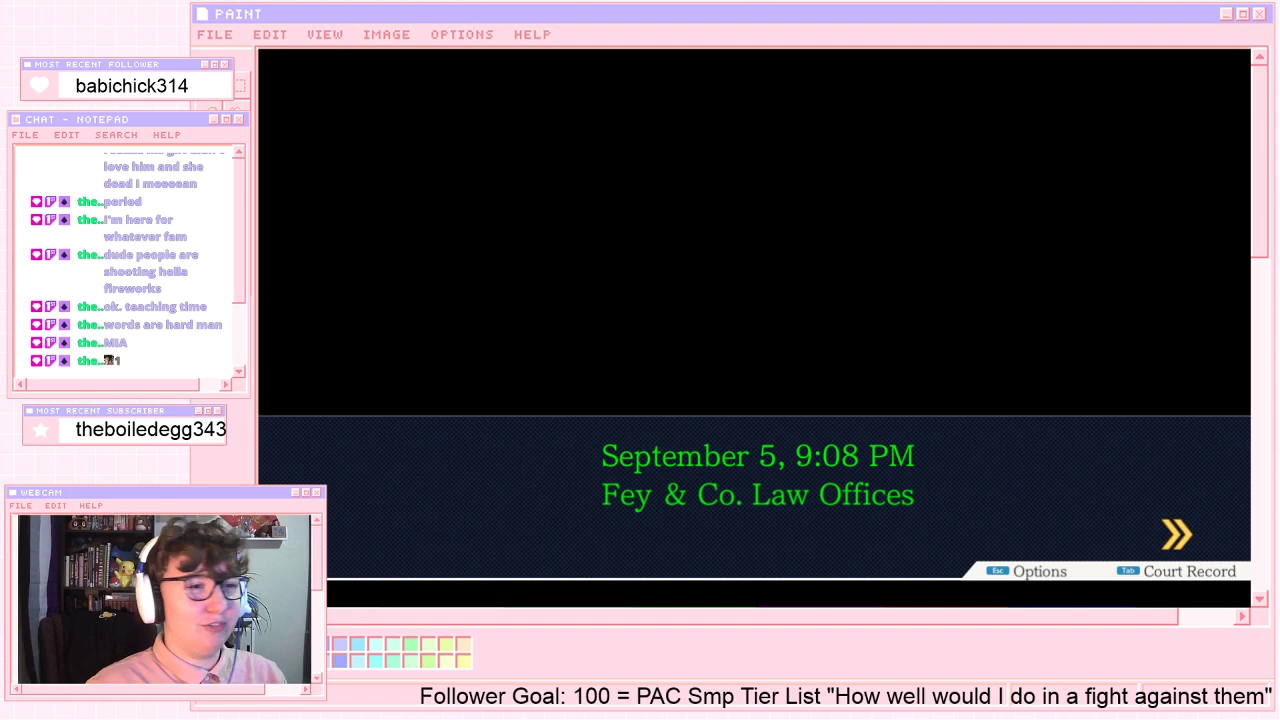 PAINT
FILE EDIT VIEW IMAGE OPTIONS HELP
MOST RECENT FOLLOWER
babichick314
CHAT - NOTEPAD
FILE EDIT SEARCH HELP
love him and she
dead I meeeean
the..period
the..I'm here for
whatever fam
the..dude people are
shooting hella
fireworks
the..ok. teaching time
the..words are hard man
the..MIA
the..1
MOST RECENT SUBSCRIBER
theboiledegg343
WEBCAM
FILE EDIT HELP
September 5, 9:08 PM
Fey & Co. Law Offices
Esc Options Tab Court Record
Follower Goal: 100 = PAC Smp Tier List "How well would I do in a fight against them"